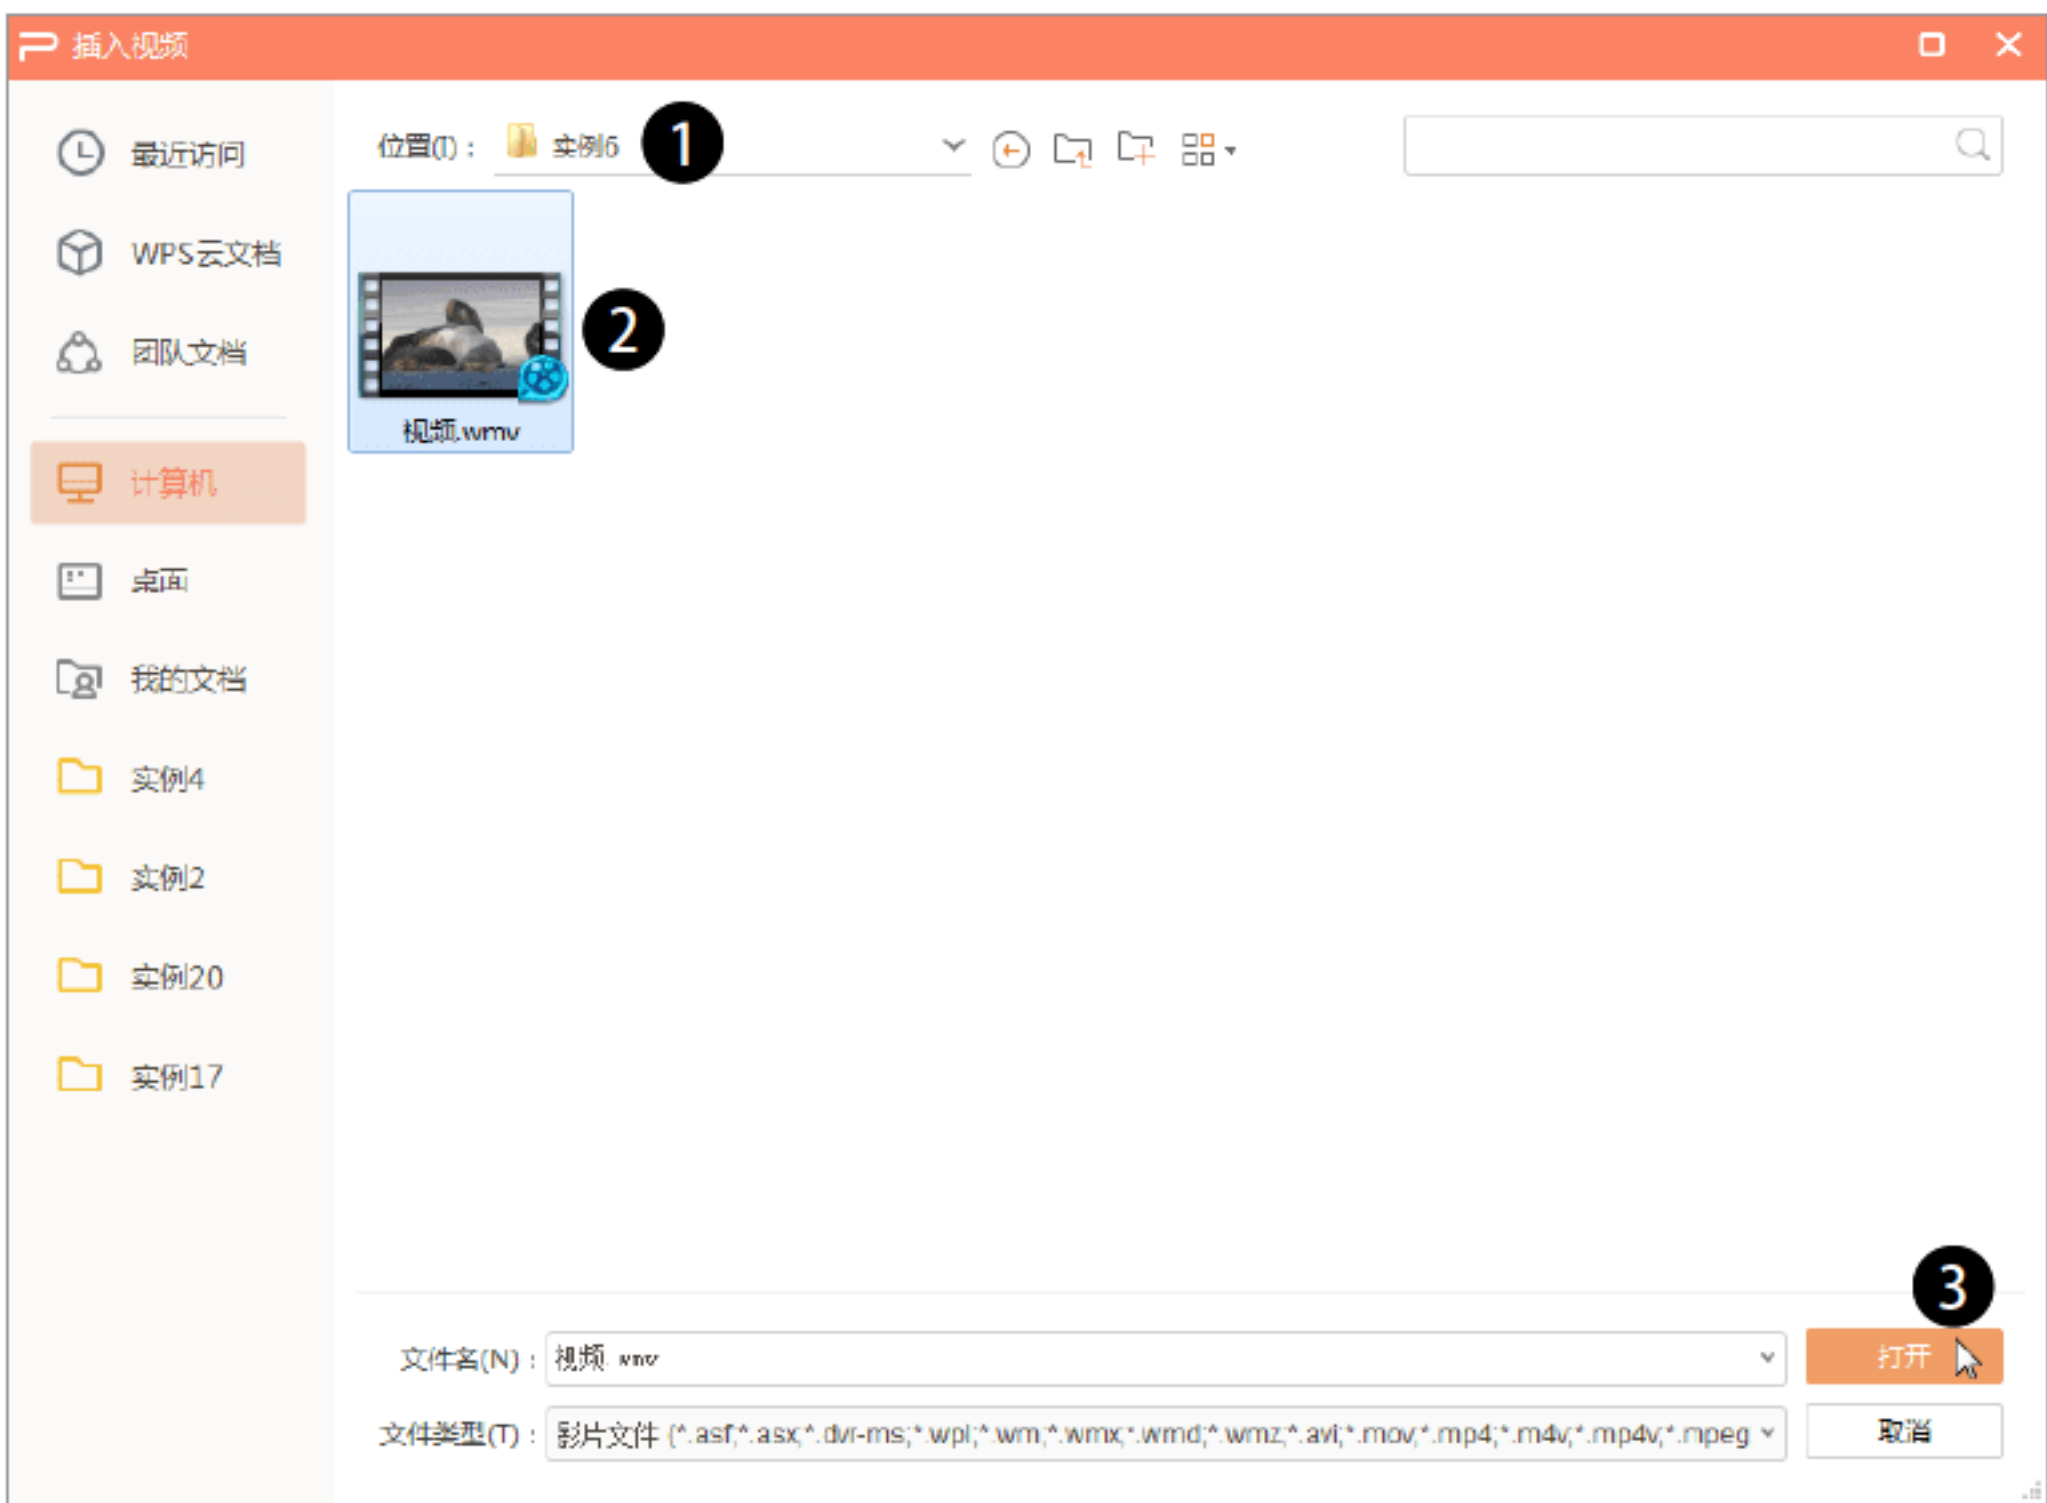 插入视频
最近访问
WPS云文档
团队文档
计算机
桌面
我的文档
实例4
实例2
实例20
实例17
位置(I)： 实例6 1
2
视频.wmv
3
文件名(N)： 视频.wmv 打开
文件类型(T)： 影片文件 (*.asf;*.asx;*.dvr-ms;*.wpl;*.wm;*.wmx;*.wmd;*.wmz;*.avi;*.mov;*.mp4;*.m4v;*.mp4v;*.mpeg 取消